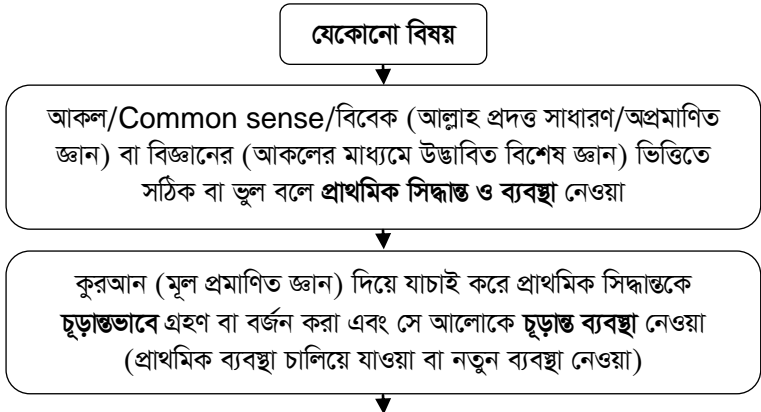 যেকোনো বিষয়
আকল/Common sense/বিবেক (আল্লাহ প্রদত্ত সাধারণ/অপ্রমাণিত
জ্ঞান) বা বিজ্ঞানের (আকলের মাধ্যমে উদ্ভাবিত বিশেষ জ্ঞান) ভিত্তিতে
সঠিক বা ভুল বলে প্রাথমিক সিদ্ধান্ত ও ব্যবস্থা নেওয়া
কুরআন (মূল প্রমাণিত জ্ঞান) দিয়ে যাচাই করে প্রাথমিক সিদ্ধান্তকে
চূড়ান্তভাবে গ্রহণ বা বর্জন করা এবং সে আলোকে চূড়ান্ত ব্যবস্থা নেওয়া
(প্রাথমিক ব্যবস্থা চালিয়ে যাওয়া বা নতুন ব্যবস্থা নেওয়া)